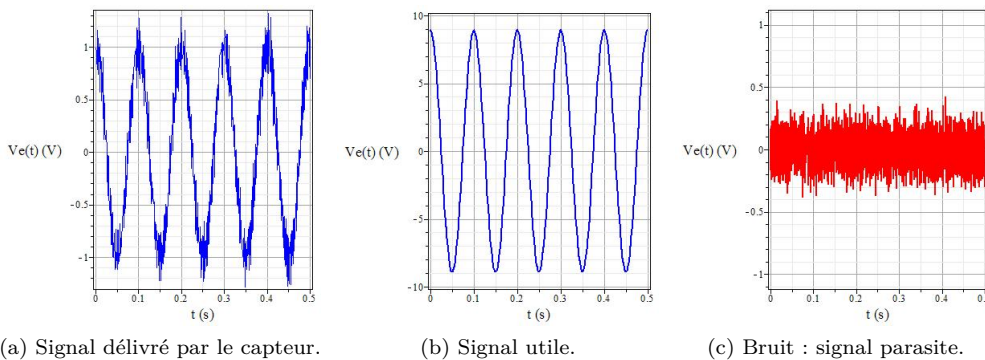 1
0.5
Ve(t) (V)
0
-0.5
-1
0 0.1 0.2 0.3 0.4 0.5
t (s)
(a) Signal délivré par le capteur.
10
5
Ve(t) (V)
0
-5
-10
0 0.1 0.2 0.3 0.4 0.5
t (s)
(b) Signal utile.
1
0.5
Ve(t) (V)
0
-0.5
-1
0 0.1 0.2 0.3 0.4 0.5
t (s)
(c) Bruit : signal parasite.